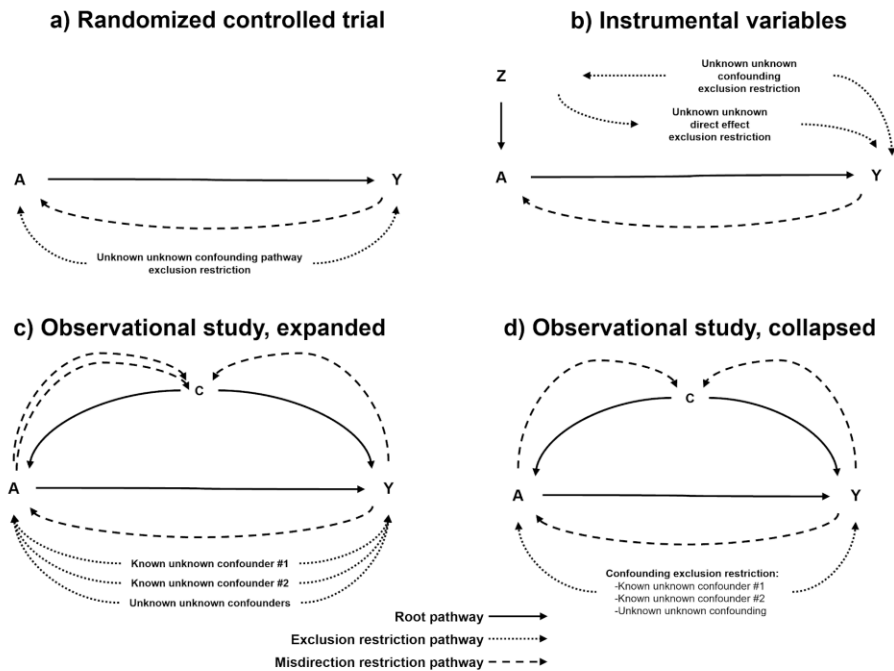 a) Randomized controlled trial
A
Y
Unknown unknown confounding pathway
exclusion restriction
b) Instrumental variables
Z
Unknown unknown
confounding
exclusion restriction
Unknown unknown
direct effect
exclusion restriction
A
Y
c) Observational study, expanded
C
A
Y
Known unknown confounder #1
Known unknown confounder #2
Unknown unknown confounders
d) Observational study, collapsed
C
A
Y
Confounding exclusion restriction:
-Known unknown confounder #1
-Known unknown confounder #2
-Unknown unknown confounding
Root pathway
Exclusion restriction pathway
Misdirection restriction pathway